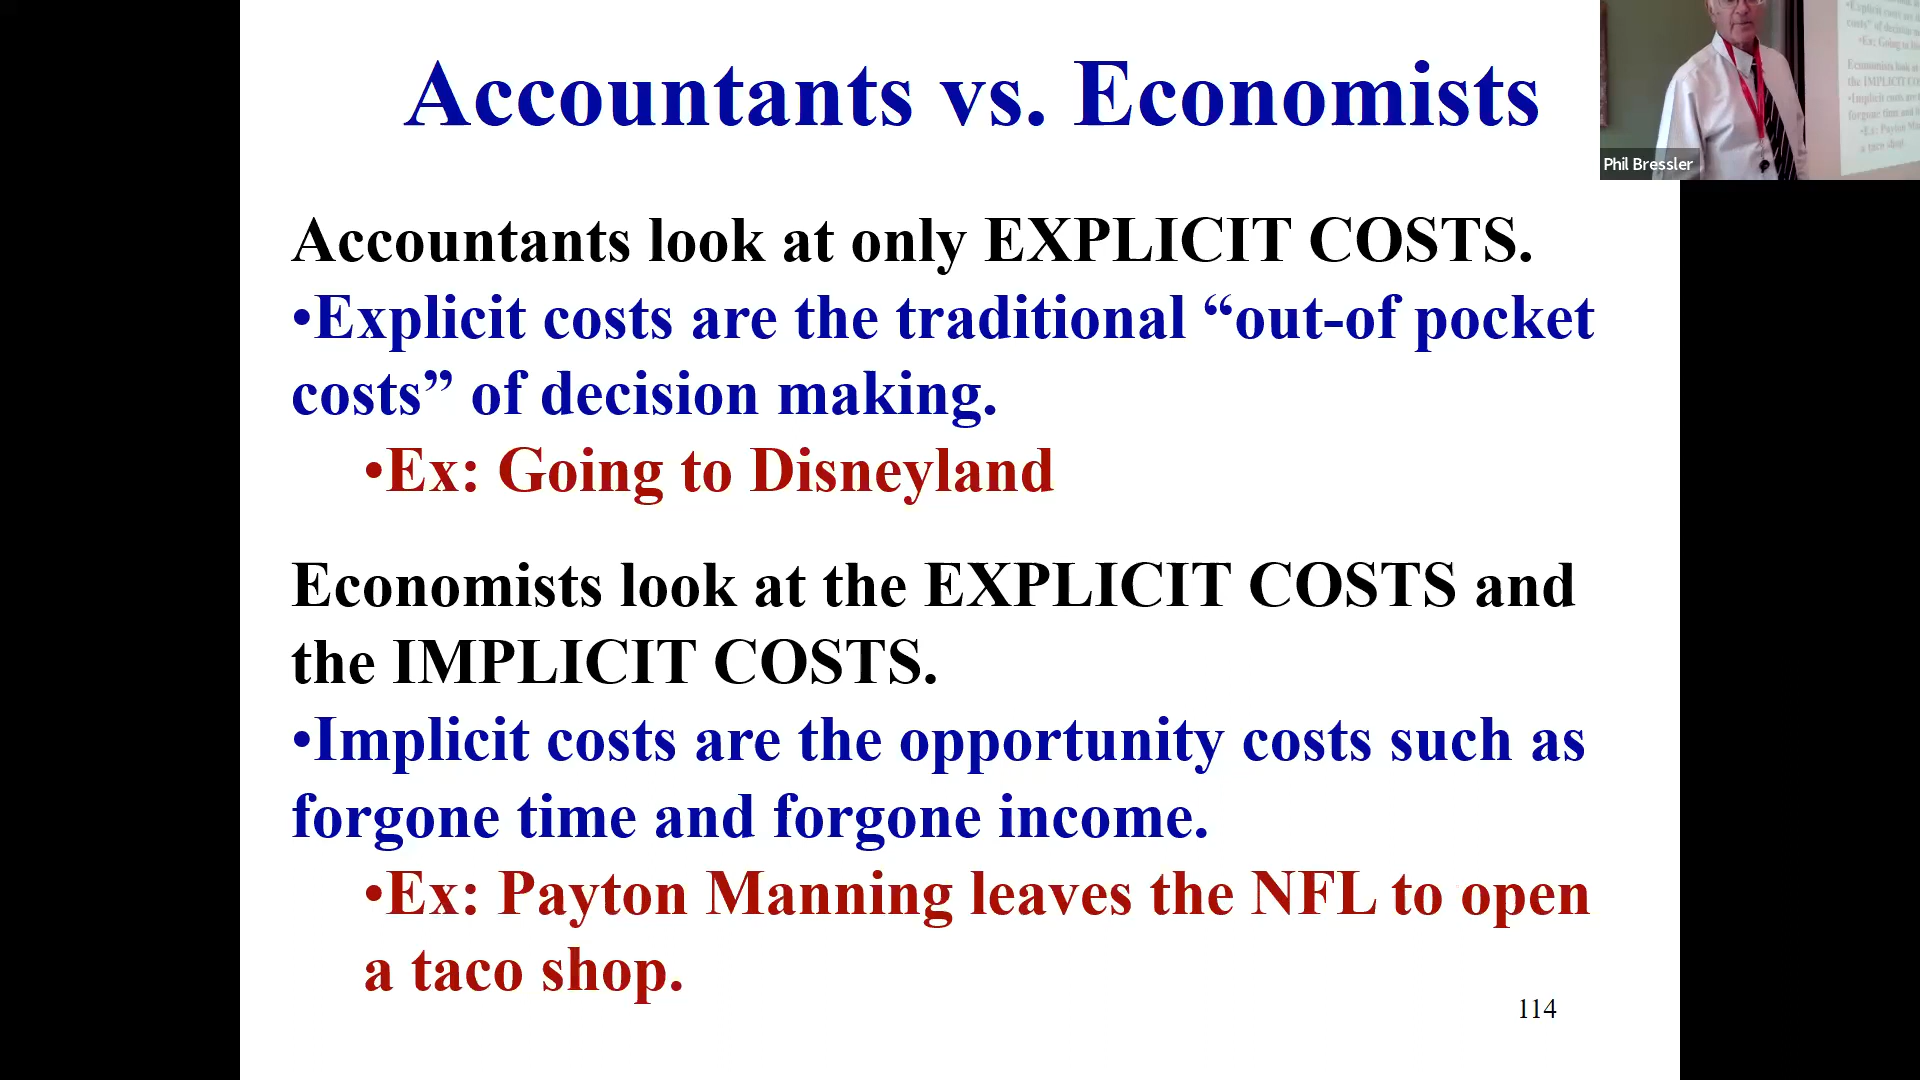 Accountants vs. Economists
Accountants look at only EXPLICIT COSTS.
•Explicit costs are the traditional “out-of pocket
costs” of decision making.
•Ex: Going to Disneyland
Economists look at the EXPLICIT COSTS and
the IMPLICIT COSTS.
•Implicit costs are the opportunity costs such as
forgone time and forgone income.
•Ex: Payton Manning leaves the NFL to open
a taco shop.
114
Phil Bressler